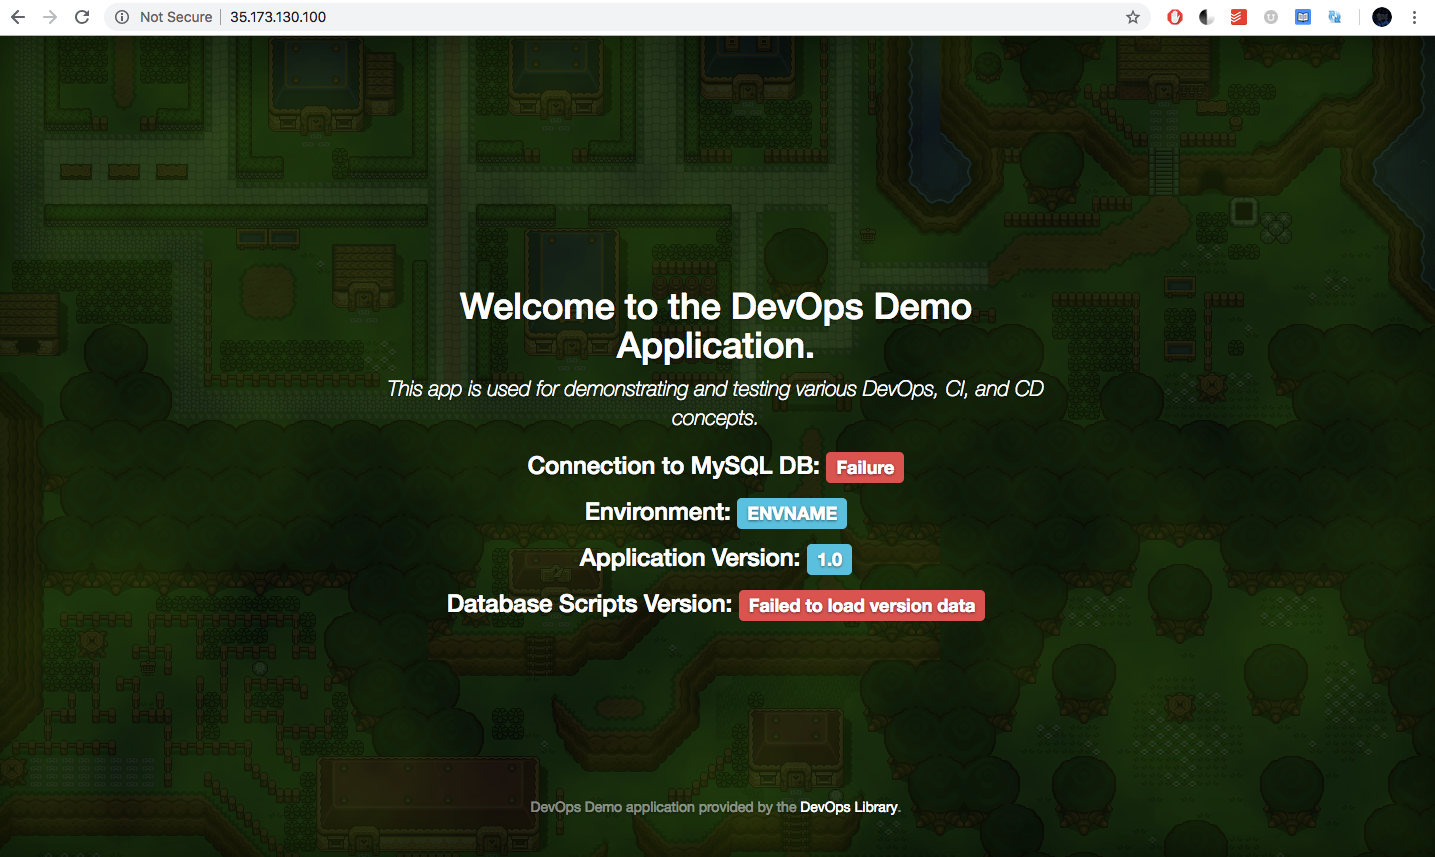 Not Secure 35.173.130.100
Welcome to the DevOps Demo
Application.
This app is used for demonstrating and testing various DevOps, CI, and CD
concepts.
Connection to MySQL DB: Failure
Environment: ENVNAME
Application Version: 1.0
Database Scripts Version: Failed to load version data
DevOps Demo application provided by the DevOps Library.